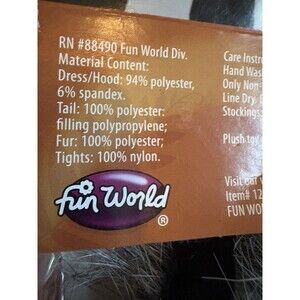 RN #88490 Fun World Div.
Material Content:
Dress/Hood: 94% polyester,
6% spandex.
Tail: 100% polyester:
filling polypropylene;
Fur: 100% polyester;
Tights: 100% nylon.
fun World
®
Care Instr
Hand Was
Only Non-
Line Dry.
Stockings:
Plush toy
Visit our
Item# 12
FUN WO